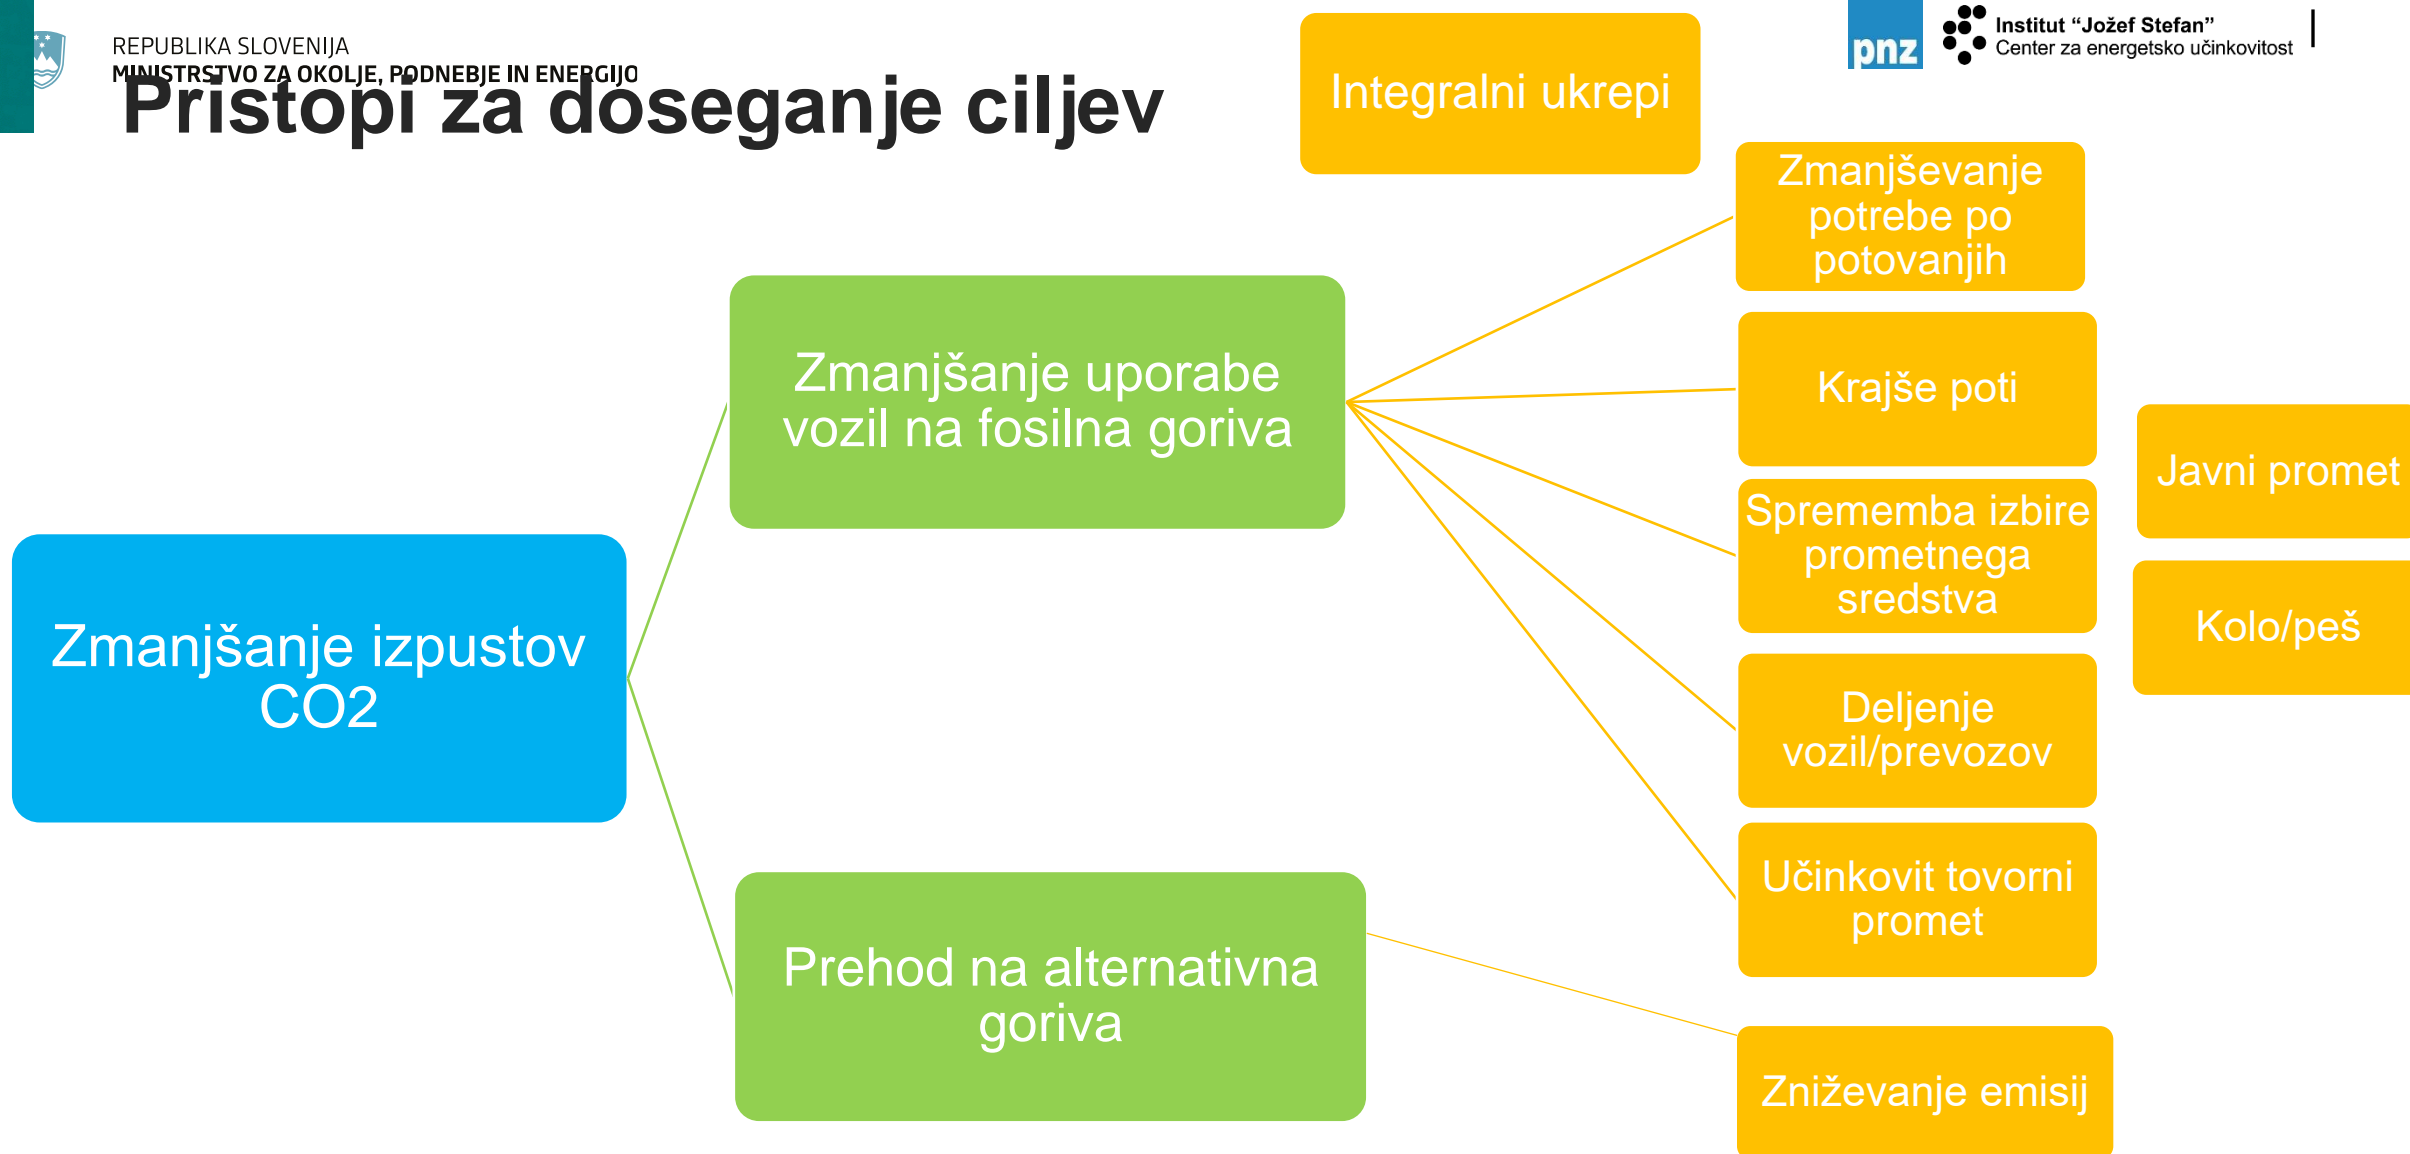 REPUBLIKA SLOVENIJA
MINISTRSTVO ZA OKOLJE, PODNEBJE IN ENERGIJO
Pristopi za doseganje ciljev
Integralni ukrepi
pnz
Institut "Jožef Stefan"
Center za energetsko učinkovitost
Zmanjševanje
potrebe po
potovanjih
Zmanjšanje uporabe
vozil na fosilna goriva
Krajše poti
Javni promet
Sprememba izbire
prometnega
sredstva
Kolo/peš
Zmanjšanje izpustov
CO2
Deljenje
vozil/prevozov
Učinkovit tovorni
promet
Prehod na alternativna
goriva
Zniževanje emisij